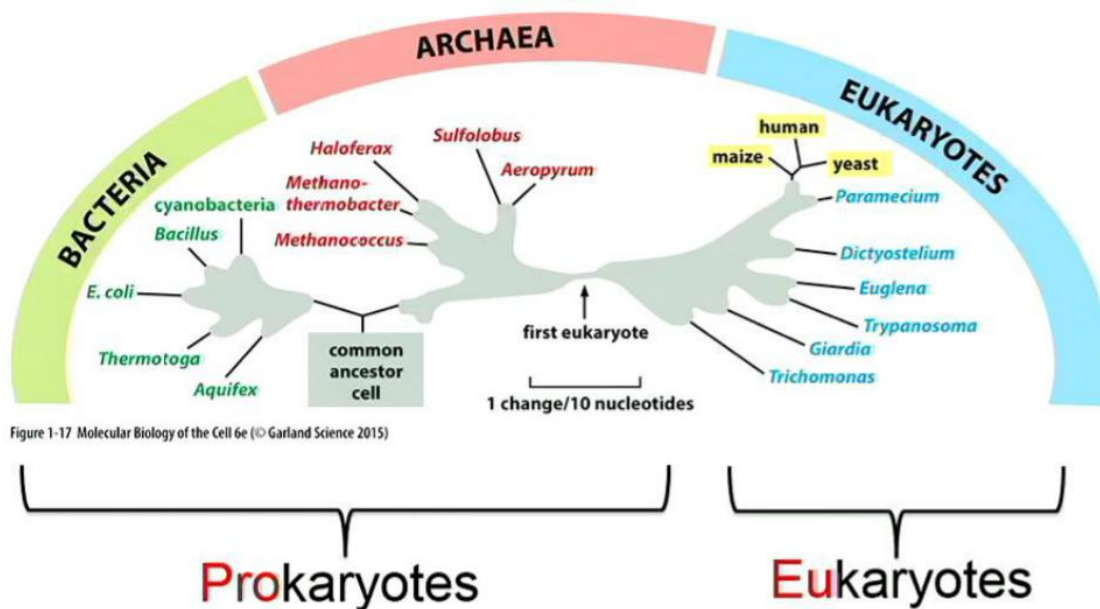 ARCHAEA
BACTERIA
EUKARYOTES
Haloferax
Methano-
thermobacter
Methanococcus
Sulfolobus
Aeropyrum
cyanobacteria
Bacillus
E. coli
Thermotoga
Aquifex
common
ancestor
cell
first eukaryote
1 change/10 nucleotides
human
maize
yeast
Paramecium
Dictyostelium
Euglena
Trypanosoma
Giardia
Trichomonas
Figure 1-17 Molecular Biology of the Cell 6e (© Garland Science 2015)
Prokaryotes
Eukaryotes